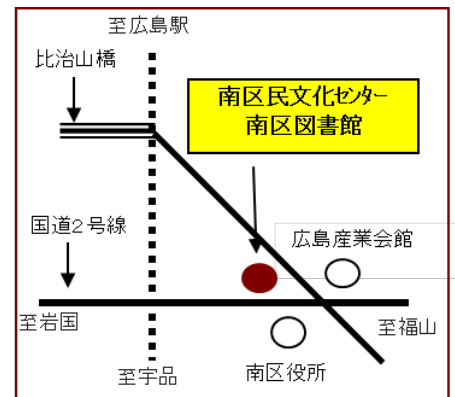 至広島駅
比治山橋
南区民文化センター
南区図書館
国道2号線
広島産業会館
至岩国
至福山
至宇品
南区役所